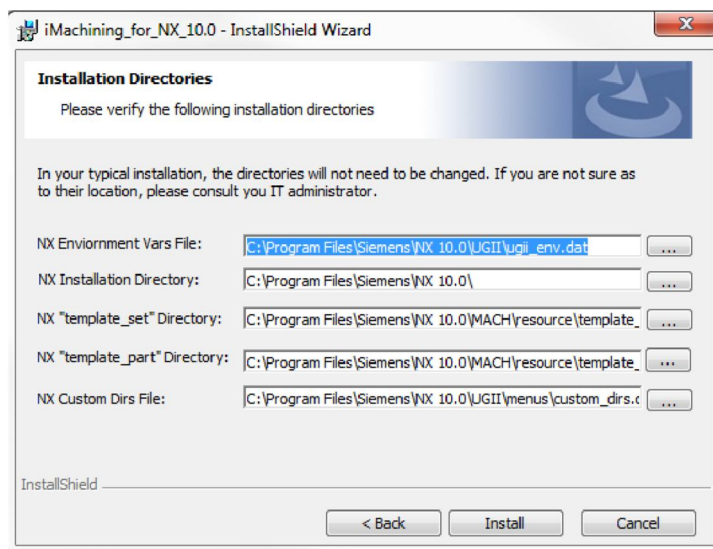 iMachining_for_NX_10.0 - InstallShield Wizard
Installation Directories
Please verify the following installation directories
In your typical installation, the directories will not need to be changed. If you are not sure as
to their location, please consult you IT administrator.
NX Enviornment Vars File: C:\Program Files\Siemens\NX 10.0\UGII\ugii_env.dat ...
NX Installation Directory: C:\Program Files\Siemens\NX 10.0\ ...
NX "template_set" Directory: C:\Program Files\Siemens\NX 10.0\MACH\resource\template_ ...
NX "template_part" Directory: C:\Program Files\Siemens\NX 10.0\MACH\resource\template_ ...
NX Custom Dirs File: C:\Program Files\Siemens\NX 10.0\UGII\menus\custom_dirs.c ...
InstallShield
< Back Install Cancel